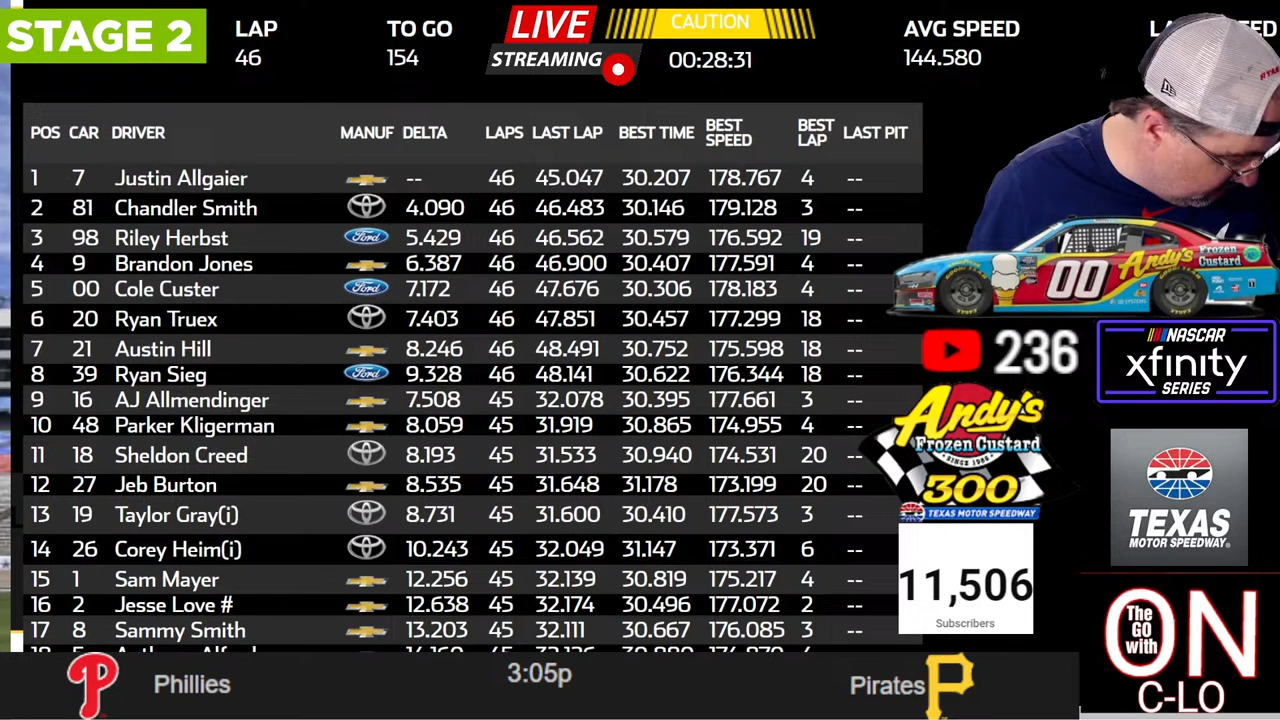 STAGE 2
LAP TO GO LIVE CAUTION AVG SPEED
46 154 STREAMING 00:28:31 144.580
POS CAR DRIVER MANUF DELTA LAPS LAST LAP BEST TIME BEST SPEED BEST LAP LAST PIT
1 7 Justin Allgaier -- 46 45.047 30.207 178.767 4 --
2 81 Chandler Smith 4.090 46 46.483 30.146 179.128 3 --
3 98 Riley Herbst Ford 5.429 46 46.562 30.579 176.592 19 --
4 9 Brandon Jones 6.387 46 46.900 30.407 177.591 4 --
5 00 Cole Custer Ford 7.172 46 47.676 30.306 178.183 4 --
6 20 Ryan Truex 7.403 46 47.851 30.457 177.299 18 --
7 21 Austin Hill 8.246 46 48.491 30.752 175.598 18 --
8 39 Ryan Sieg Ford 9.328 46 48.141 30.622 176.344 18 --
9 16 AJ Allmendinger 7.508 45 32.078 30.395 177.661 3 --
10 48 Parker Kligerman 8.059 45 31.919 30.865 174.955 4 --
11 18 Sheldon Creed 8.193 45 31.533 30.940 174.531 20 --
12 27 Jeb Burton 8.535 45 31.648 31.178 173.199 20 --
13 19 Taylor Gray(i) 8.731 45 31.600 30.410 177.573 3 --
14 26 Corey Heim(i) 10.243 45 32.049 31.147 173.371 6 --
15 1 Sam Mayer 12.256 45 32.139 30.819 175.217 4 --
16 2 Jesse Love # 12.638 45 32.174 30.496 177.072 2 --
17 8 Sammy Smith 13.203 45 32.111 30.667 176.085 3 --
00 Andy's Frozen Custard
236
NASCAR
xfinity
SERIES
Andy's
Frozen Custard
SINCE 1986
300
TEXAS MOTOR SPEEDWAY
TEXAS
MOTOR SPEEDWAY
11,506
Subscribers
The GO with ON
C-LO
P Phillies 3:05p Pirates P